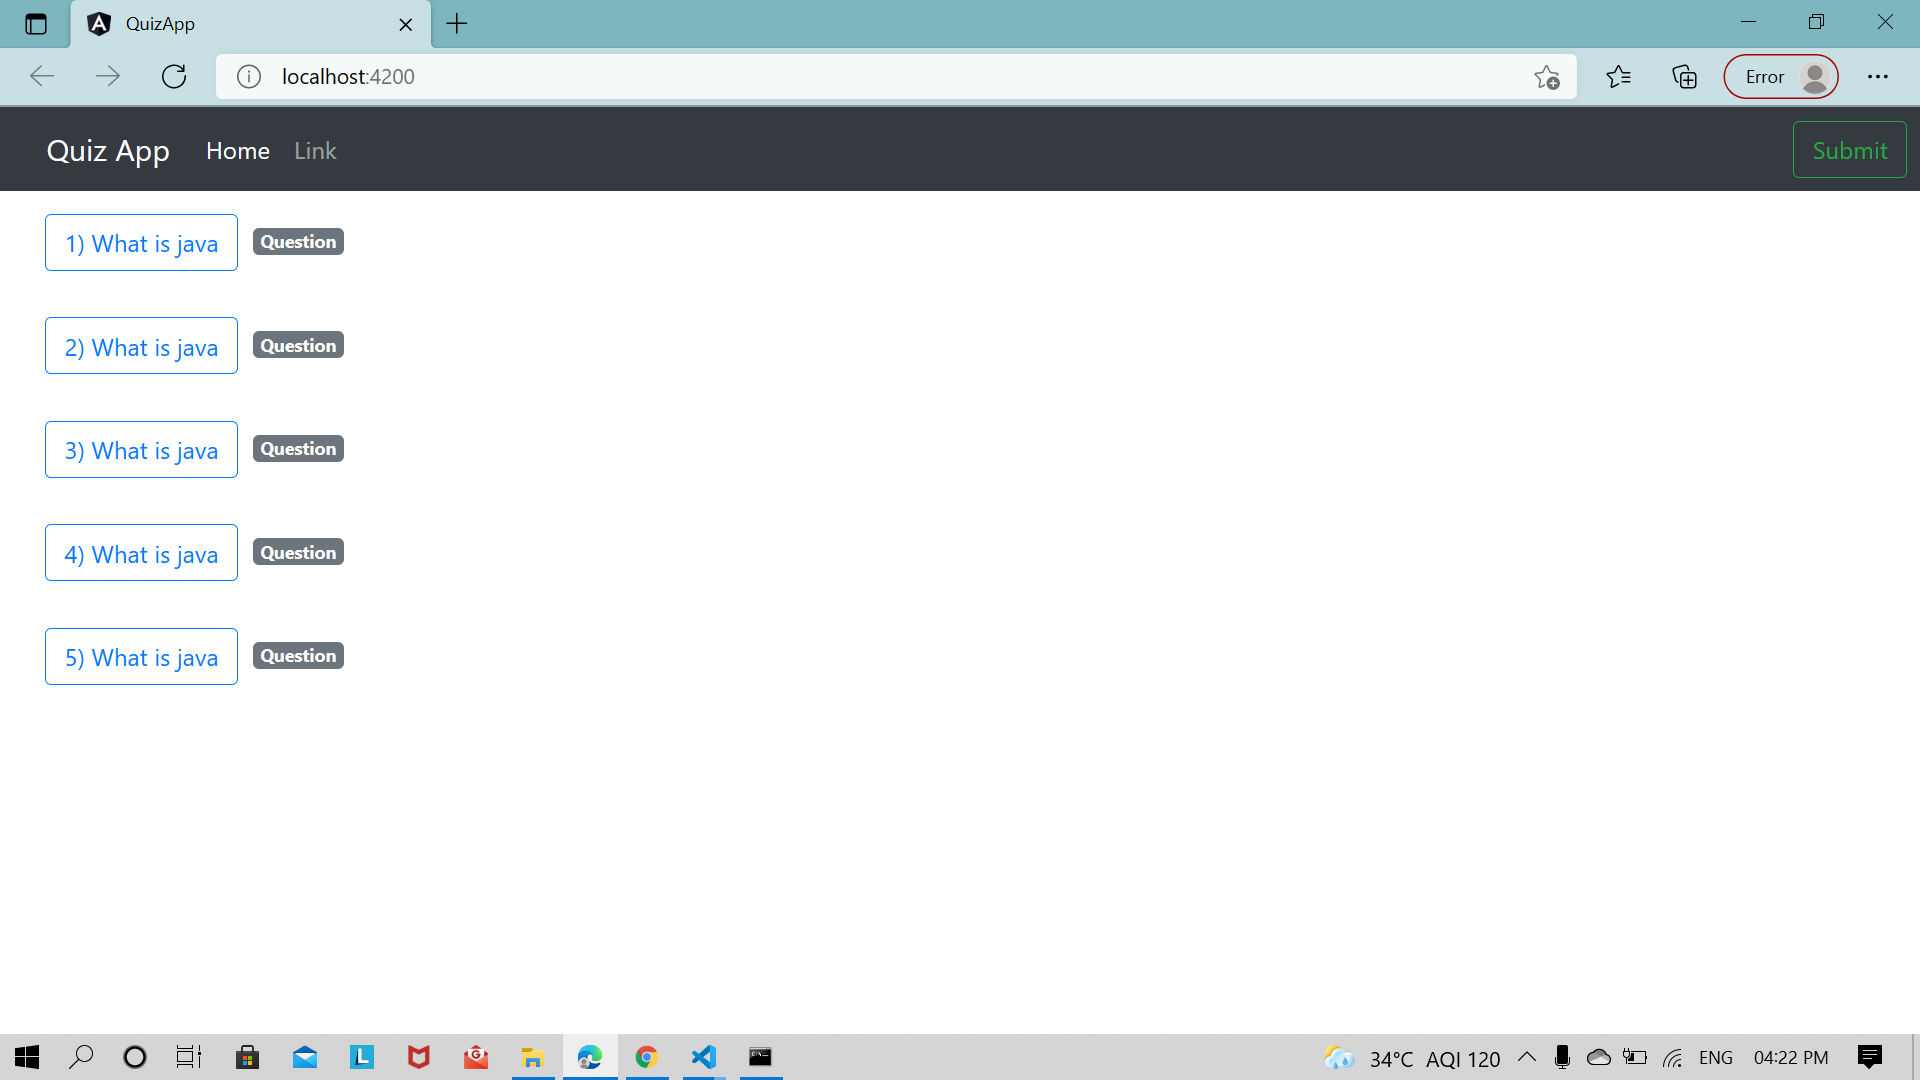 QuizApp
localhost:4200
Error
Quiz App Home Link Submit
1) What is java Question
2) What is java Question
3) What is java Question
4) What is java Question
5) What is java Question
34°C AQI 120 ENG 04:22 PM